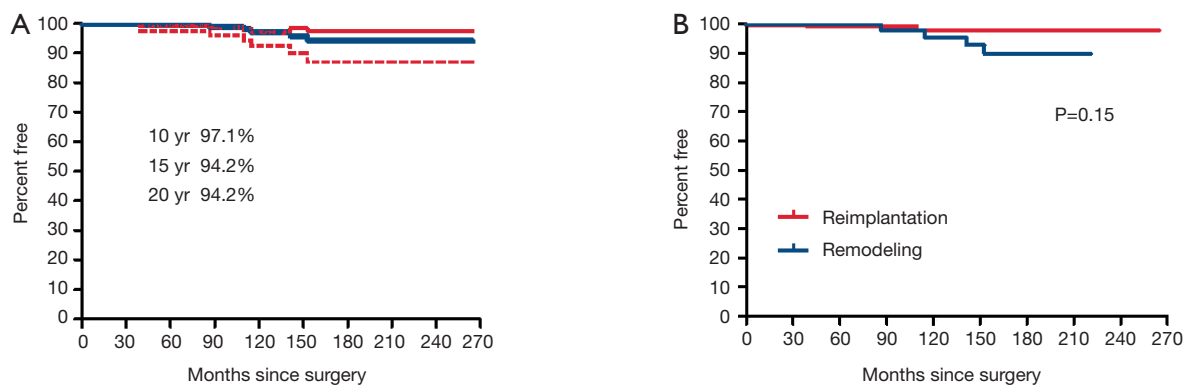 A
Percent free
100
90
80
70
60
50
40
30
20
10
0
10 yr 97.1%
15 yr 94.2%
20 yr 94.2%
0 30 60 90 120 150 180 210 240 270
Months since surgery
B
Percent free
100
90
80
70
60
50
40
30
20
10
0
P=0.15
Reimplantation
Remodeling
0 30 60 90 120 150 180 210 240 270
Months since surgery